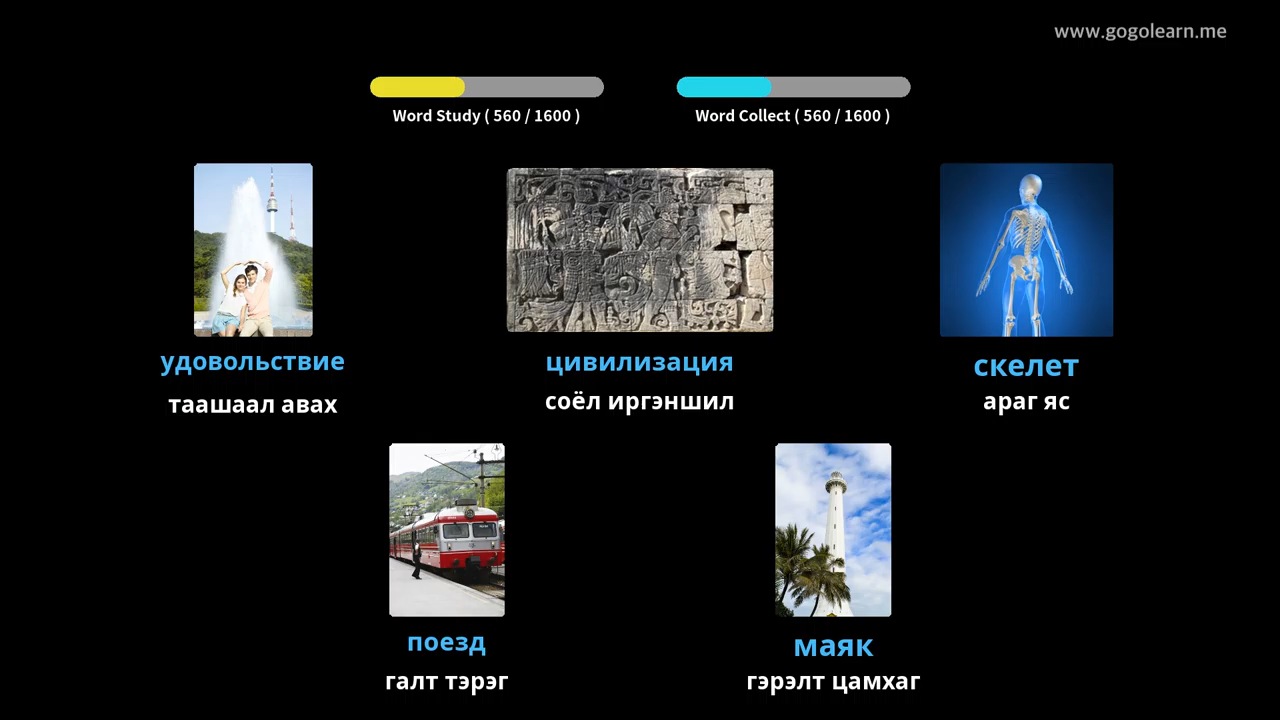 www.gogolearn.me
Word Study ( 560 / 1600 )
Word Collect ( 560 / 1600 )
удовольствие
таашаал авах
цивилизация
соёл иргэншил
скелет
араг яс
поезд
галт тэрэг
маяк
гэрэлт цамхаг